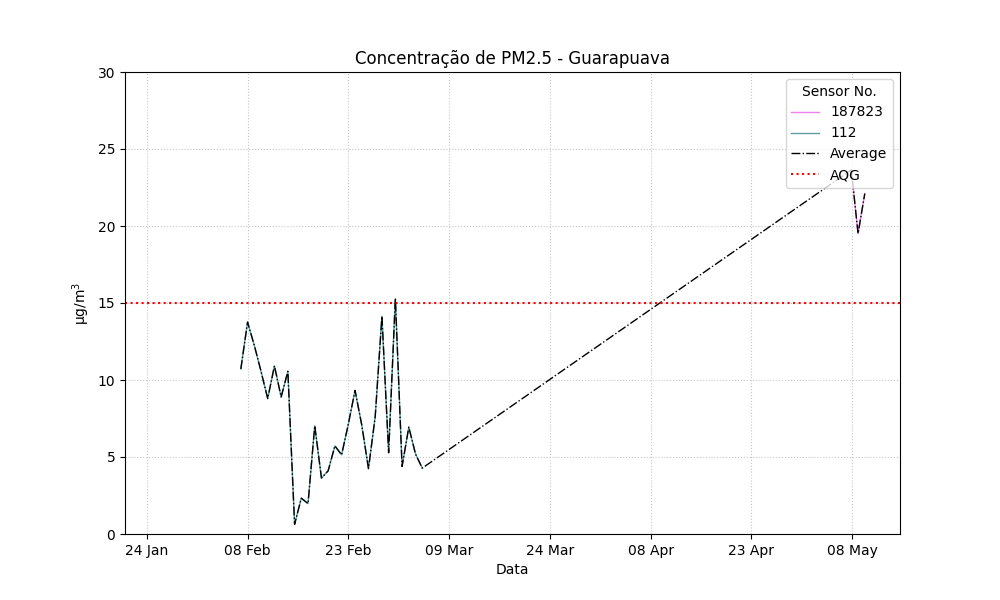 Concentração de PM2.5 - Guarapuava
30
25
20
15
10
5
0
µg/m³
Sensor No.
187823
112
Average
AQG
24 Jan
08 Feb
23 Feb
09 Mar
24 Mar
08 Apr
23 Apr
08 May
Data